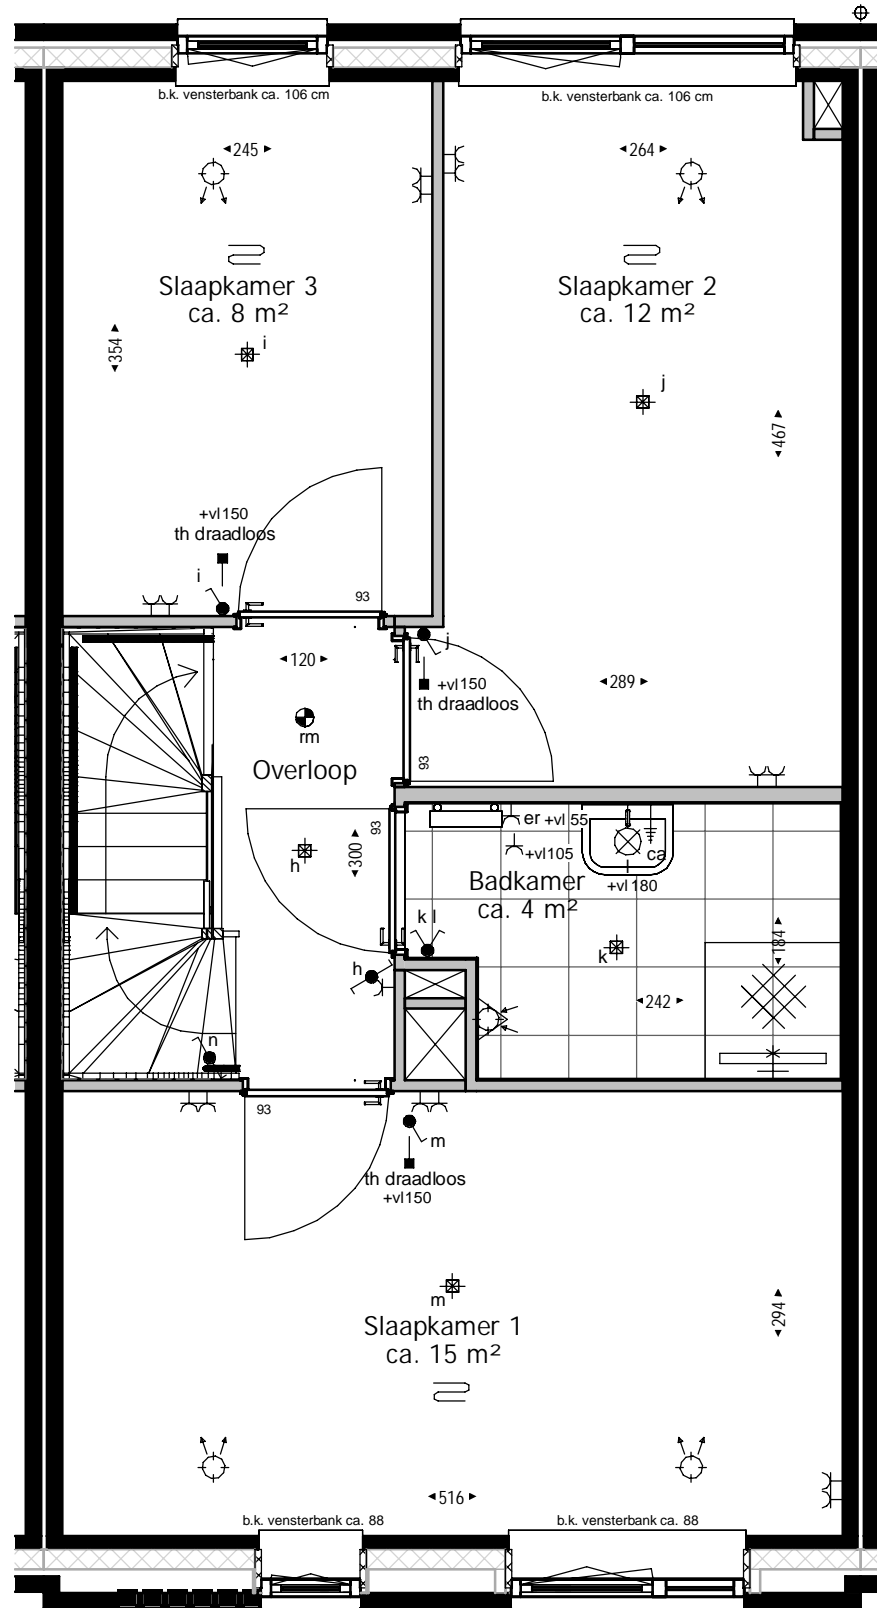 b.k. vensterbank ca. 106 cm
b.k. vensterbank ca. 106 cm
245
264
Slaapkamer 3
ca. 8 m²
Slaapkamer 2
ca. 12 m²
354
i
j
467
+vl150
th draadloos
i
93
j
120
289
+vl150
th draadloos
rm
Overloop
93
93
er +vl 55
+vl105
ca
h
300
Badkamer
ca. 4 m²
+vl 180
k l
k
184
h
242
n
93
m
th draadloos
+vl150
m
Slaapkamer 1
ca. 15 m²
294
516
b.k. vensterbank ca. 88
b.k. vensterbank ca. 88